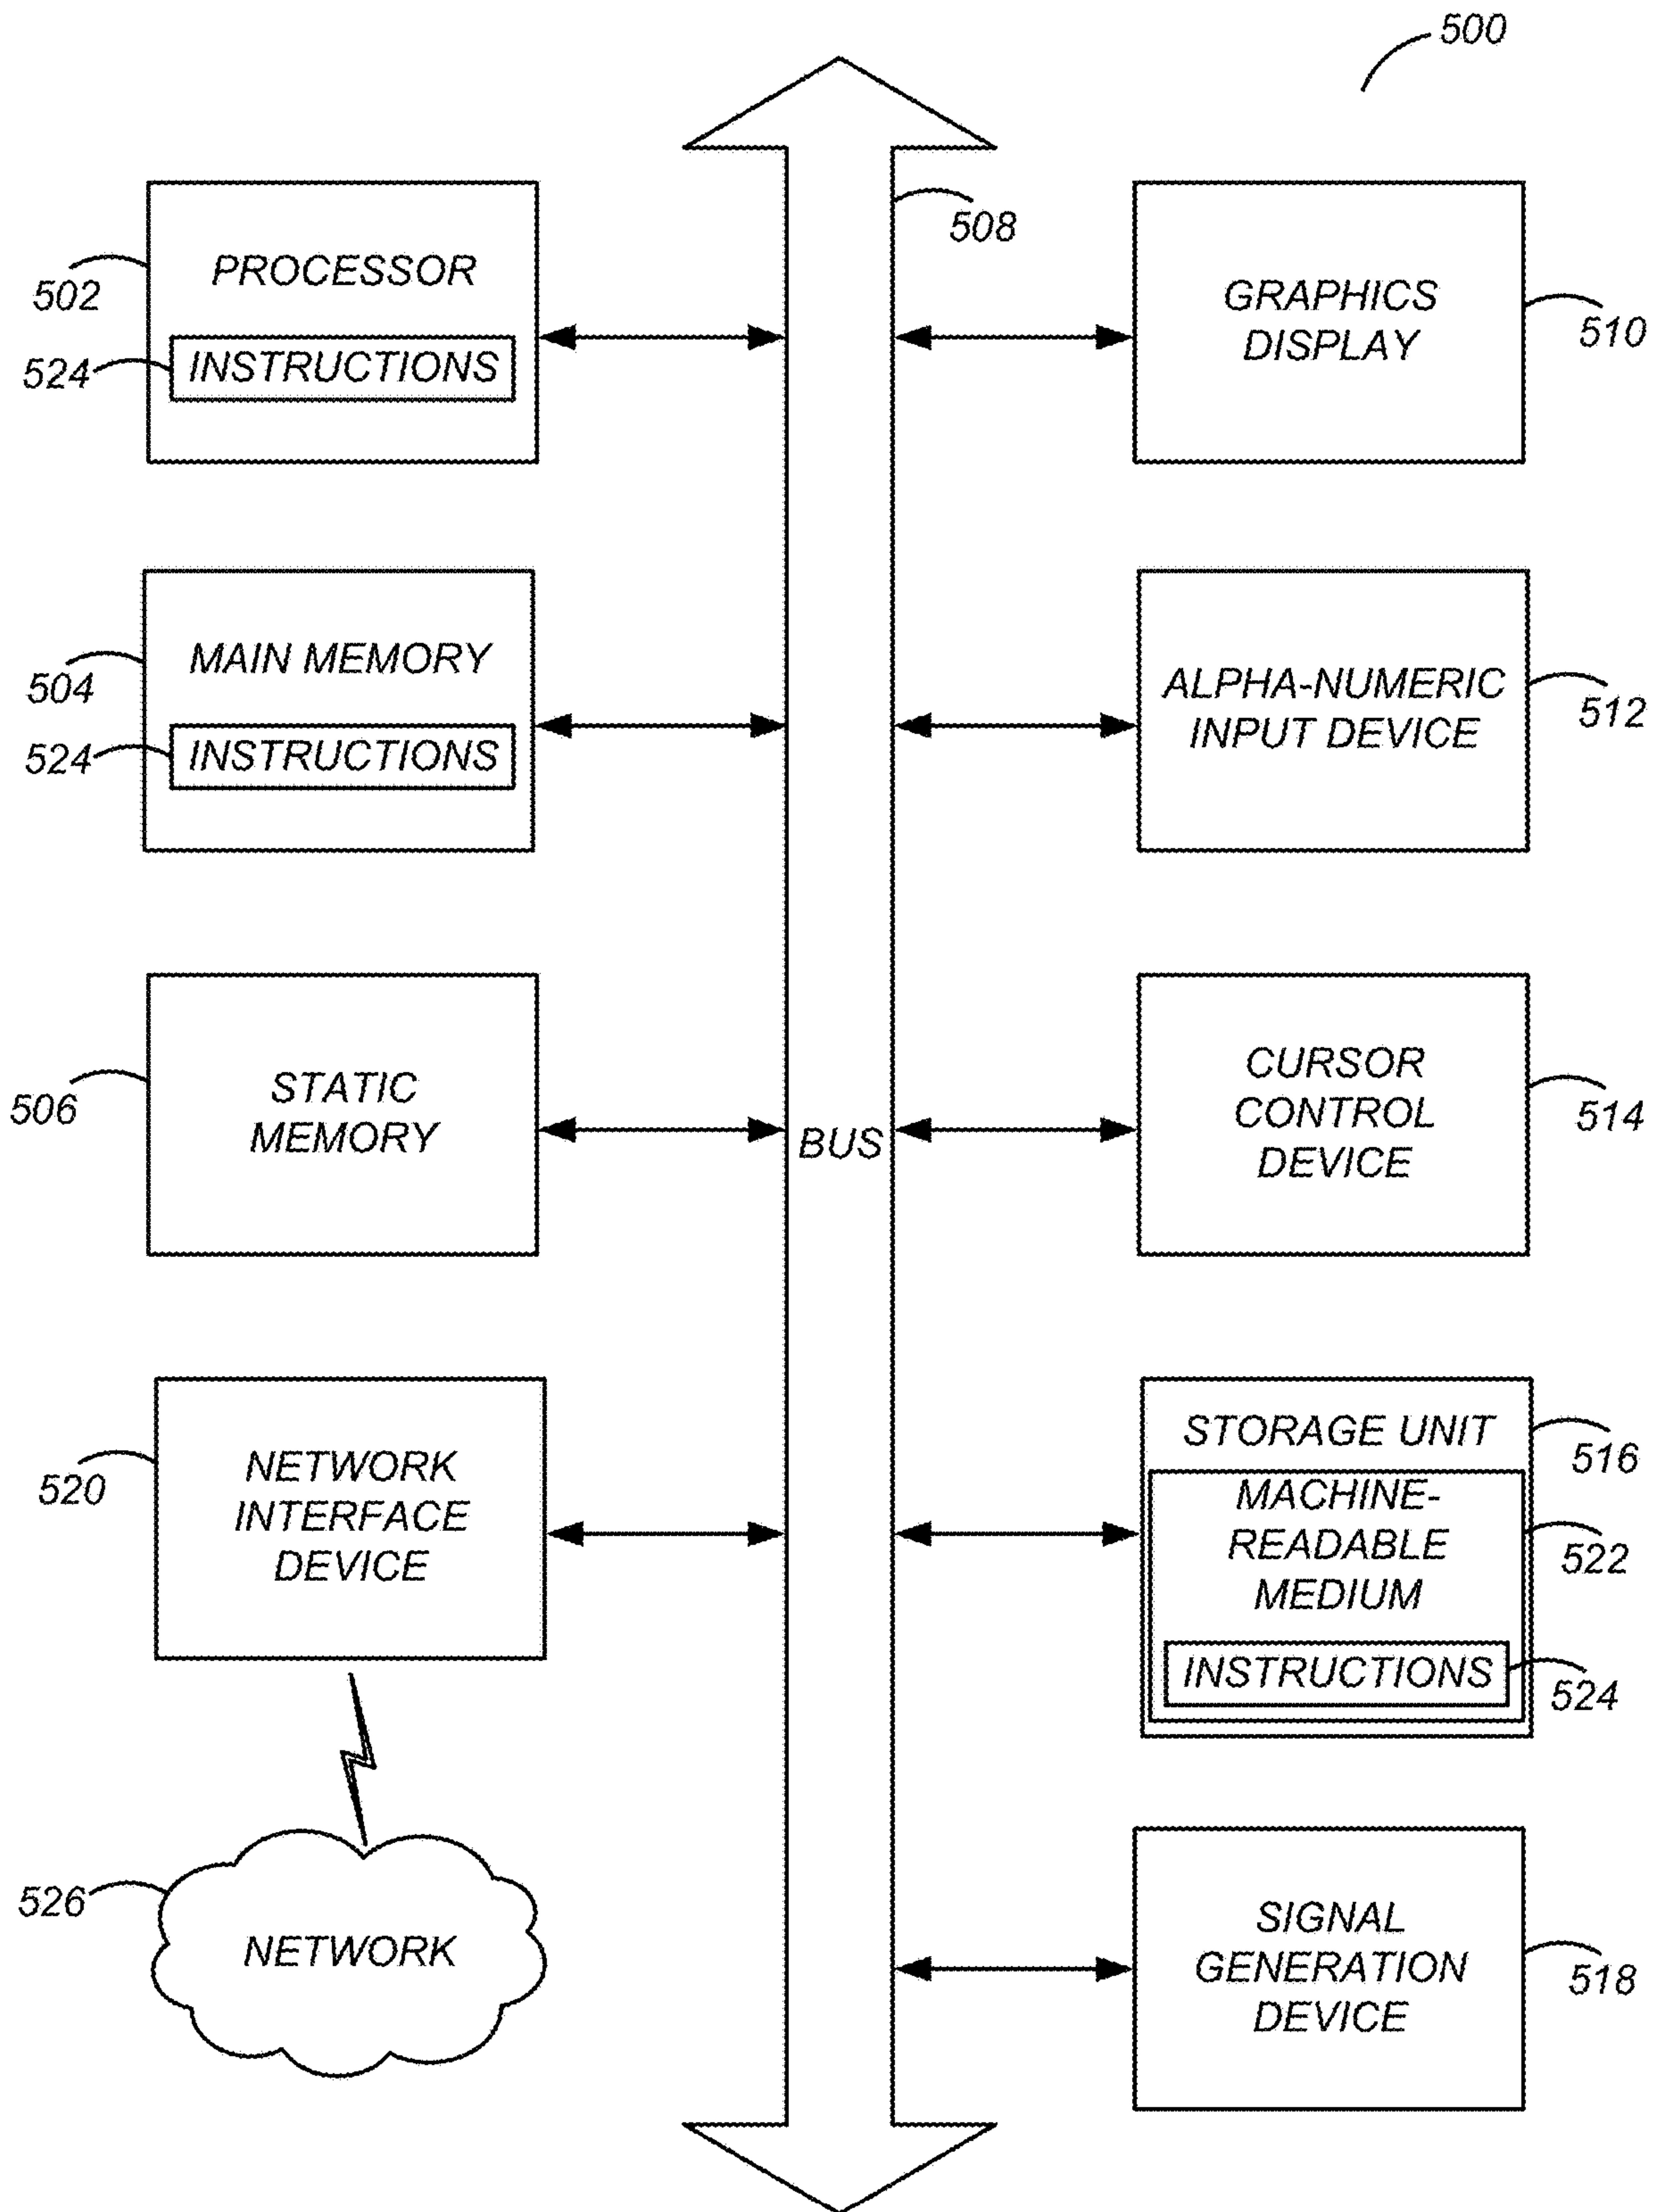 500
508
502
PROCESSOR
524
INSTRUCTIONS
GRAPHICS
DISPLAY
510
504
MAIN MEMORY
524
INSTRUCTIONS
ALPHA-NUMERIC
INPUT DEVICE
512
506
STATIC
MEMORY
BUS
CURSOR
CONTROL
DEVICE
514
520
NETWORK
INTERFACE
DEVICE
STORAGE UNIT
516
MACHINE-
READABLE
MEDIUM
522
INSTRUCTIONS
524
526
NETWORK
SIGNAL
GENERATION
DEVICE
518